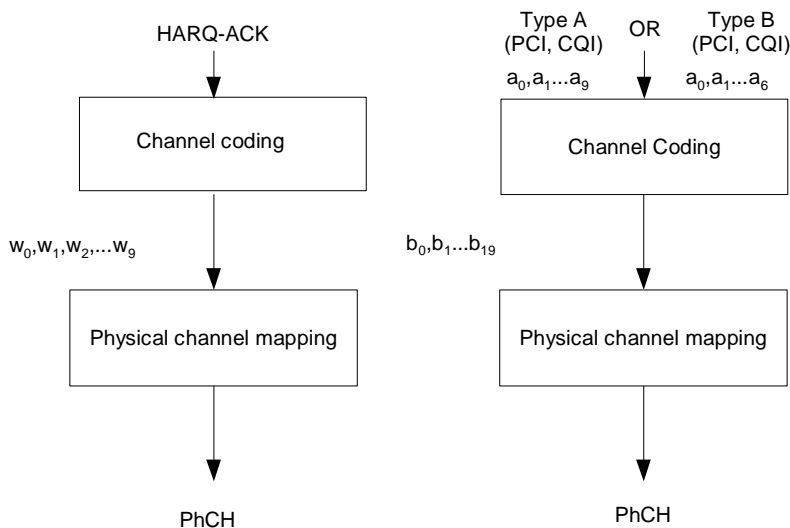 HARQ-ACK
Channel coding
w0,w1,w2,...w9
Physical channel mapping
PhCH
Type A
(PCI, CQI)
OR
Type B
(PCI, CQI)
a0,a1...a9
a0,a1...a6
Channel Coding
b0,b1...b19
Physical channel mapping
PhCH